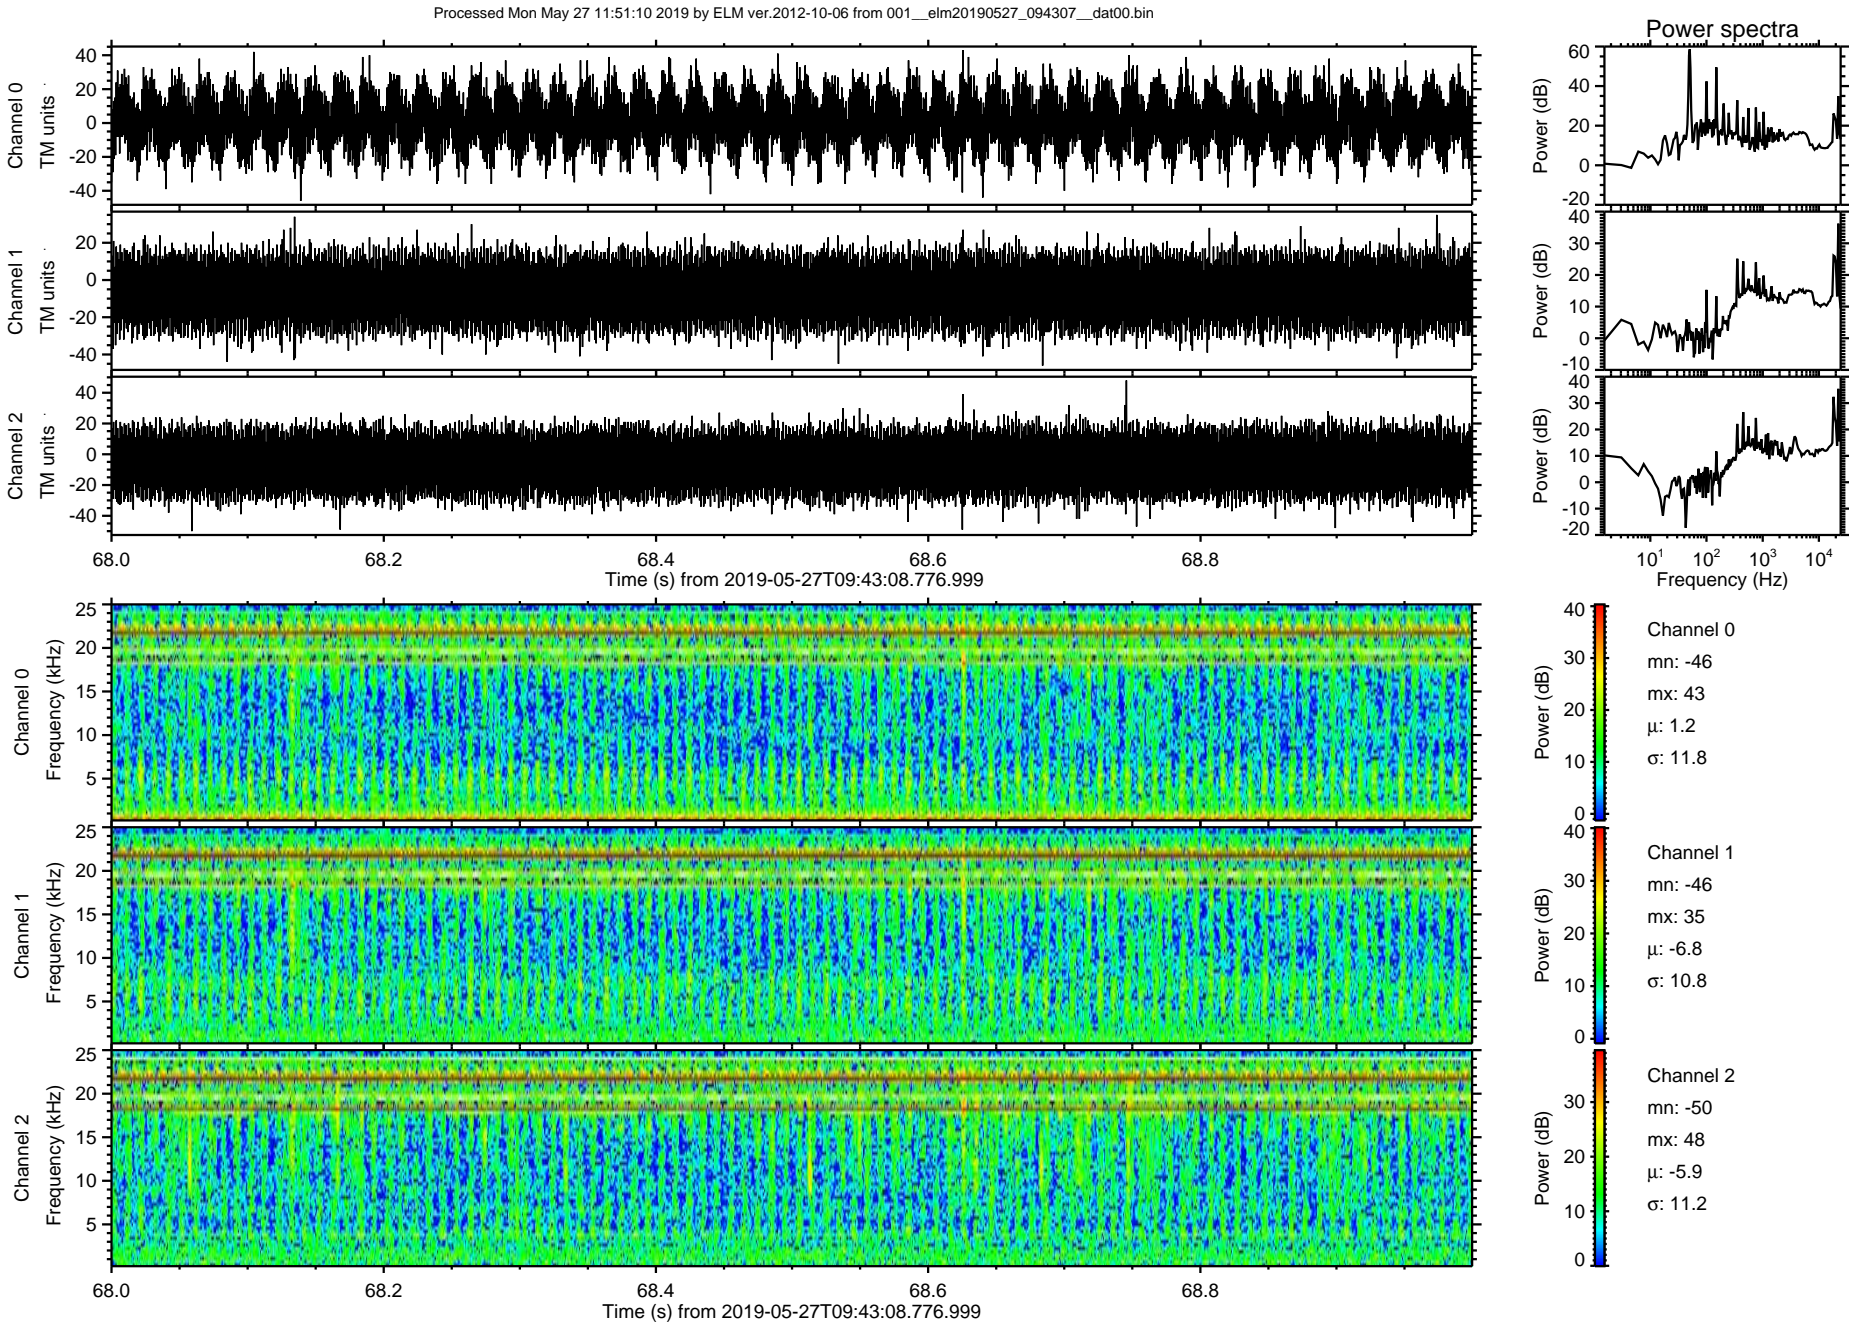 Processed Mon May 27 11:51:10 2019 by ELM ver.2012-10-06 from 001__elm20190527_094307__dat00.bin
Power spectra
Channel 0
TM units
40
20
0
-20
-40
Power (dB)
60
40
20
0
-20
Channel 1
TM units
20
0
-20
-40
Power (dB)
40
30
20
10
0
-10
Channel 2
TM units
40
20
0
-20
-40
Power (dB)
40
30
20
10
0
-10
-20
68.0 68.2 68.4 68.6 68.8
Time (s) from 2019-05-27T09:43:08.776.999
10^1 10^2 10^3 10^4
Frequency (Hz)
Channel 0
Frequency (kHz)
25
20
15
10
5
Power (dB)
40
30
20
10
0
Channel 0
mn: -46
mx: 43
μ: 1.2
σ: 11.8
Channel 1
Frequency (kHz)
25
20
15
10
5
Power (dB)
40
30
20
10
0
Channel 1
mn: -46
mx: 35
μ: -6.8
σ: 10.8
Channel 2
Frequency (kHz)
25
20
15
10
5
Power (dB)
30
20
10
0
Channel 2
mn: -50
mx: 48
μ: -5.9
σ: 11.2
68.0 68.2 68.4 68.6 68.8
Time (s) from 2019-05-27T09:43:08.776.999